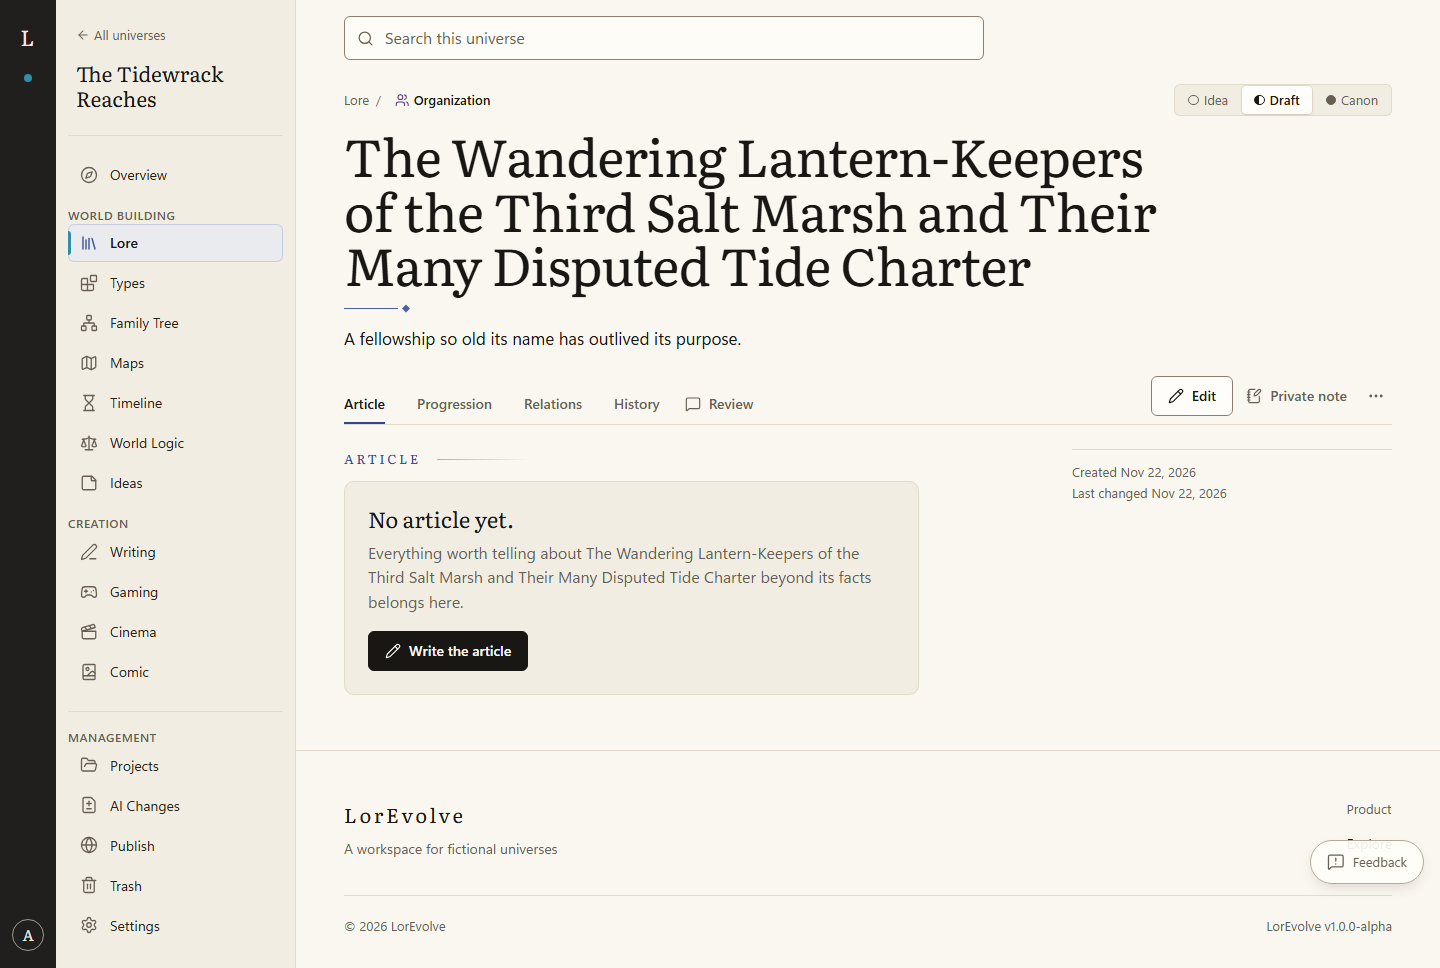 L
← All universes
The Tidewrack
Reaches
Overview
WORLD BUILDING
Lore
Types
Family Tree
Maps
Timeline
World Logic
Ideas
CREATION
Writing
Gaming
Cinema
Comic
MANAGEMENT
Projects
AI Changes
Publish
Trash
Settings
A
Search this universe
Lore / Organization
Idea Draft Canon
The Wandering Lantern-Keepers
of the Third Salt Marsh and Their
Many Disputed Tide Charter
A fellowship so old its name has outlived its purpose.
Article Progression Relations History Review
Edit Private note ···
ARTICLE
No article yet.
Everything worth telling about The Wandering Lantern-Keepers of the
Third Salt Marsh and Their Many Disputed Tide Charter beyond its facts
belongs here.
Write the article
Created Nov 22, 2026
Last changed Nov 22, 2026
LorEvolve
A workspace for fictional universes
Product
Explore
Feedback
© 2026 LorEvolve
LorEvolve v1.0.0-alpha